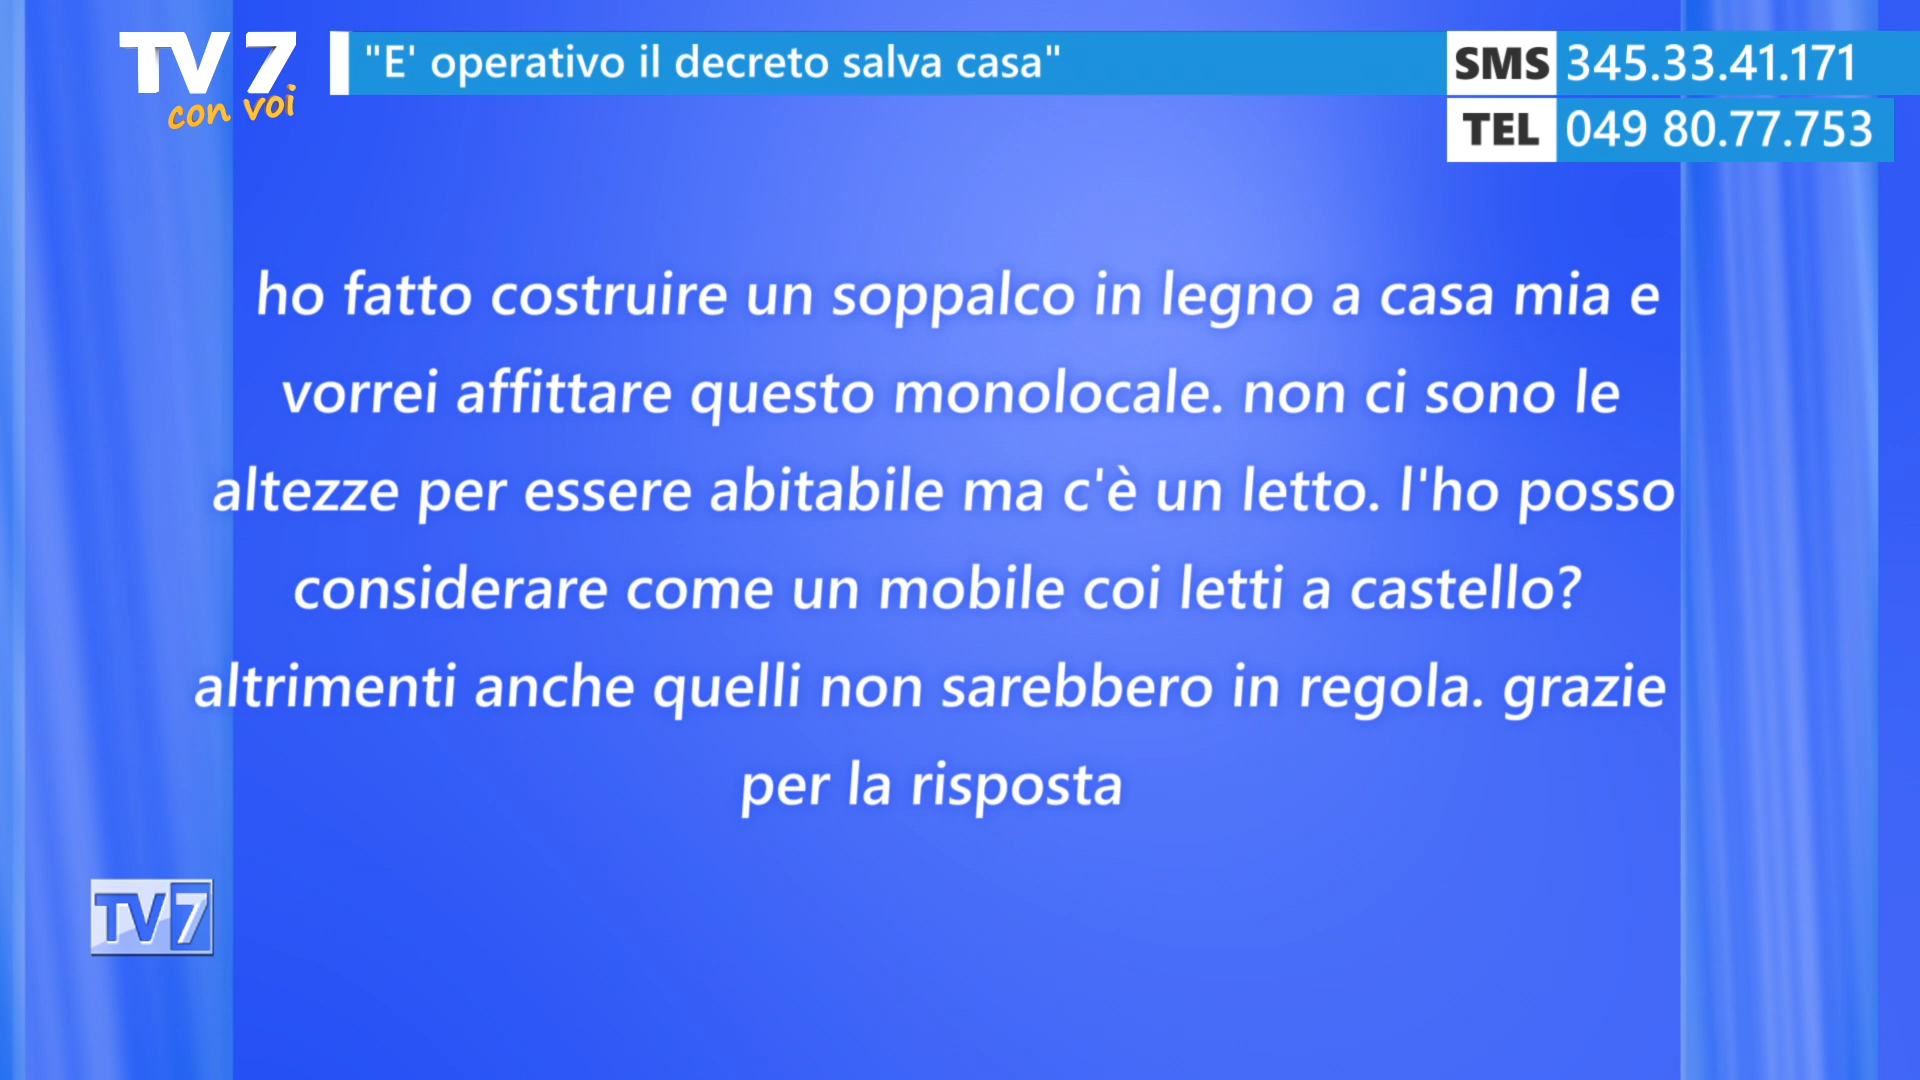 TV 7
con voi
"E' operativo il decreto salva casa"
SMS 345.33.41.171
TEL 049 80.77.753
ho fatto costruire un soppalco in legno a casa mia e
vorrei affittare questo monolocale. non ci sono le
altezze per essere abitabile ma c'è un letto. l'ho posso
considerare come un mobile coi letti a castello?
altrimenti anche quelli non sarebbero in regola. grazie
per la risposta
TV7